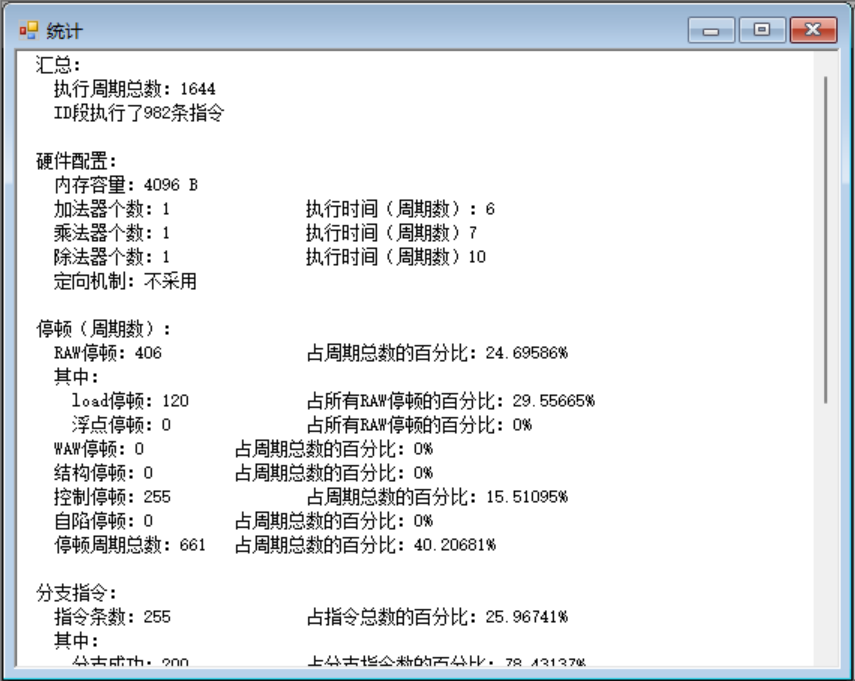 统计
汇总:
执行周期总数: 1644
ID段执行了982条指令
硬件配置:
内存容量: 4096 B
加法器个数: 1 执行时间（周期数）: 6
乘法器个数: 1 执行时间（周期数）7
除法器个数: 1 执行时间（周期数）10
定向机制: 不采用
停顿（周期数）:
RAW停顿: 406 占周期总数的百分比: 24.69586%
其中:
load停顿: 120 占所有RAW停顿的百分比: 29.55665%
浮点停顿: 0 占所有RAW停顿的百分比: 0%
WAW停顿: 0 占周期总数的百分比: 0%
结构停顿: 0 占周期总数的百分比: 0%
控制停顿: 255 占周期总数的百分比: 15.51095%
自陷停顿: 0 占周期总数的百分比: 0%
停顿周期总数: 661 占周期总数的百分比: 40.20681%
分支指令:
指令条数: 255 占指令总数的百分比: 25.96741%
其中:
分支成功: 200 占分支指令数的百分比: 78.43137%